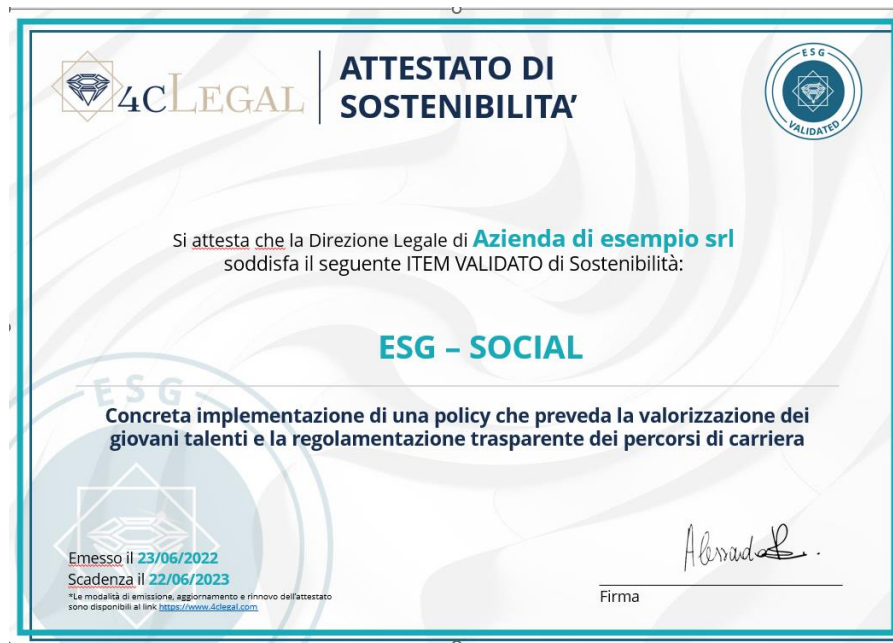 4CLEGAL
ATTESTATO DI
SOSTENIBILITA’
ESG
VALIDATED
Si attesta che la Direzione Legale di Azienda di esempio srl
soddisfa il seguente ITEM VALIDATO di Sostenibilità:
ESG – SOCIAL
ESG
Concreta implementazione di una policy che preveda la valorizzazione dei
giovani talenti e la regolamentazione trasparente dei percorsi di carriera
Emesso il 23/06/2022
Scadenza il 22/06/2023
*Le modalità di emissione, aggiornamento e rinnovo dell’attestato
sono disponibili al link https://www.4clegal.com
Firma